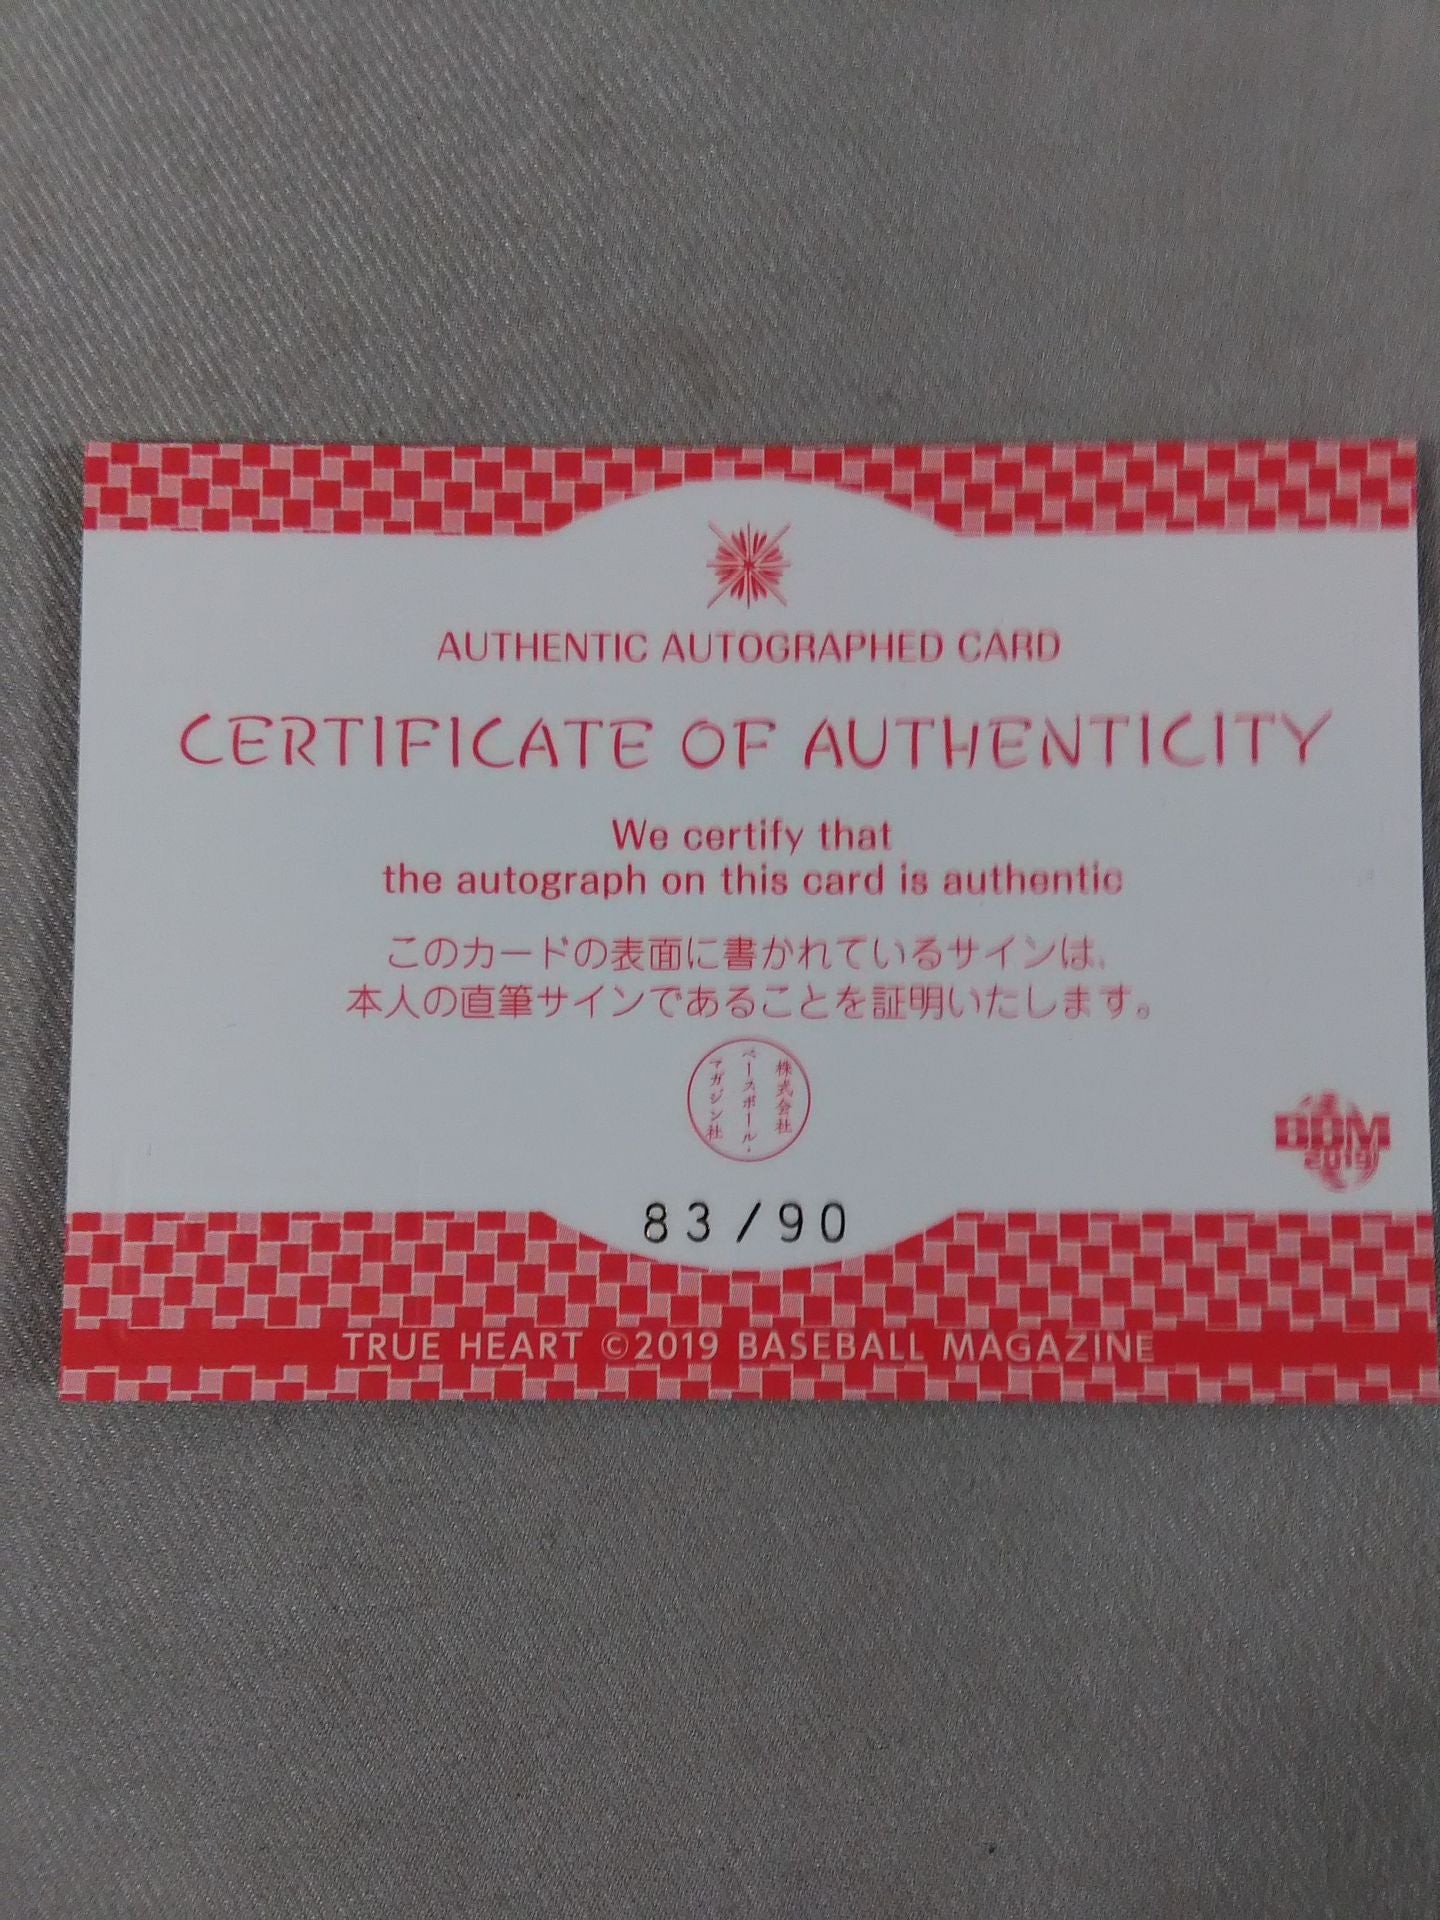 AUTHENTIC AUTOGRAPHED CARD
CERTIFICATE OF AUTHENTICITY
We certify that
the autograph on this card is authentic
このカードの表面に書かれているサインは、
本人の直筆サインであることを証明いたします。
株式会社
ベースボール・
マガジン社
BBM
2019
83/90
TRUE HEART ©2019 BASEBALL MAGAZINE